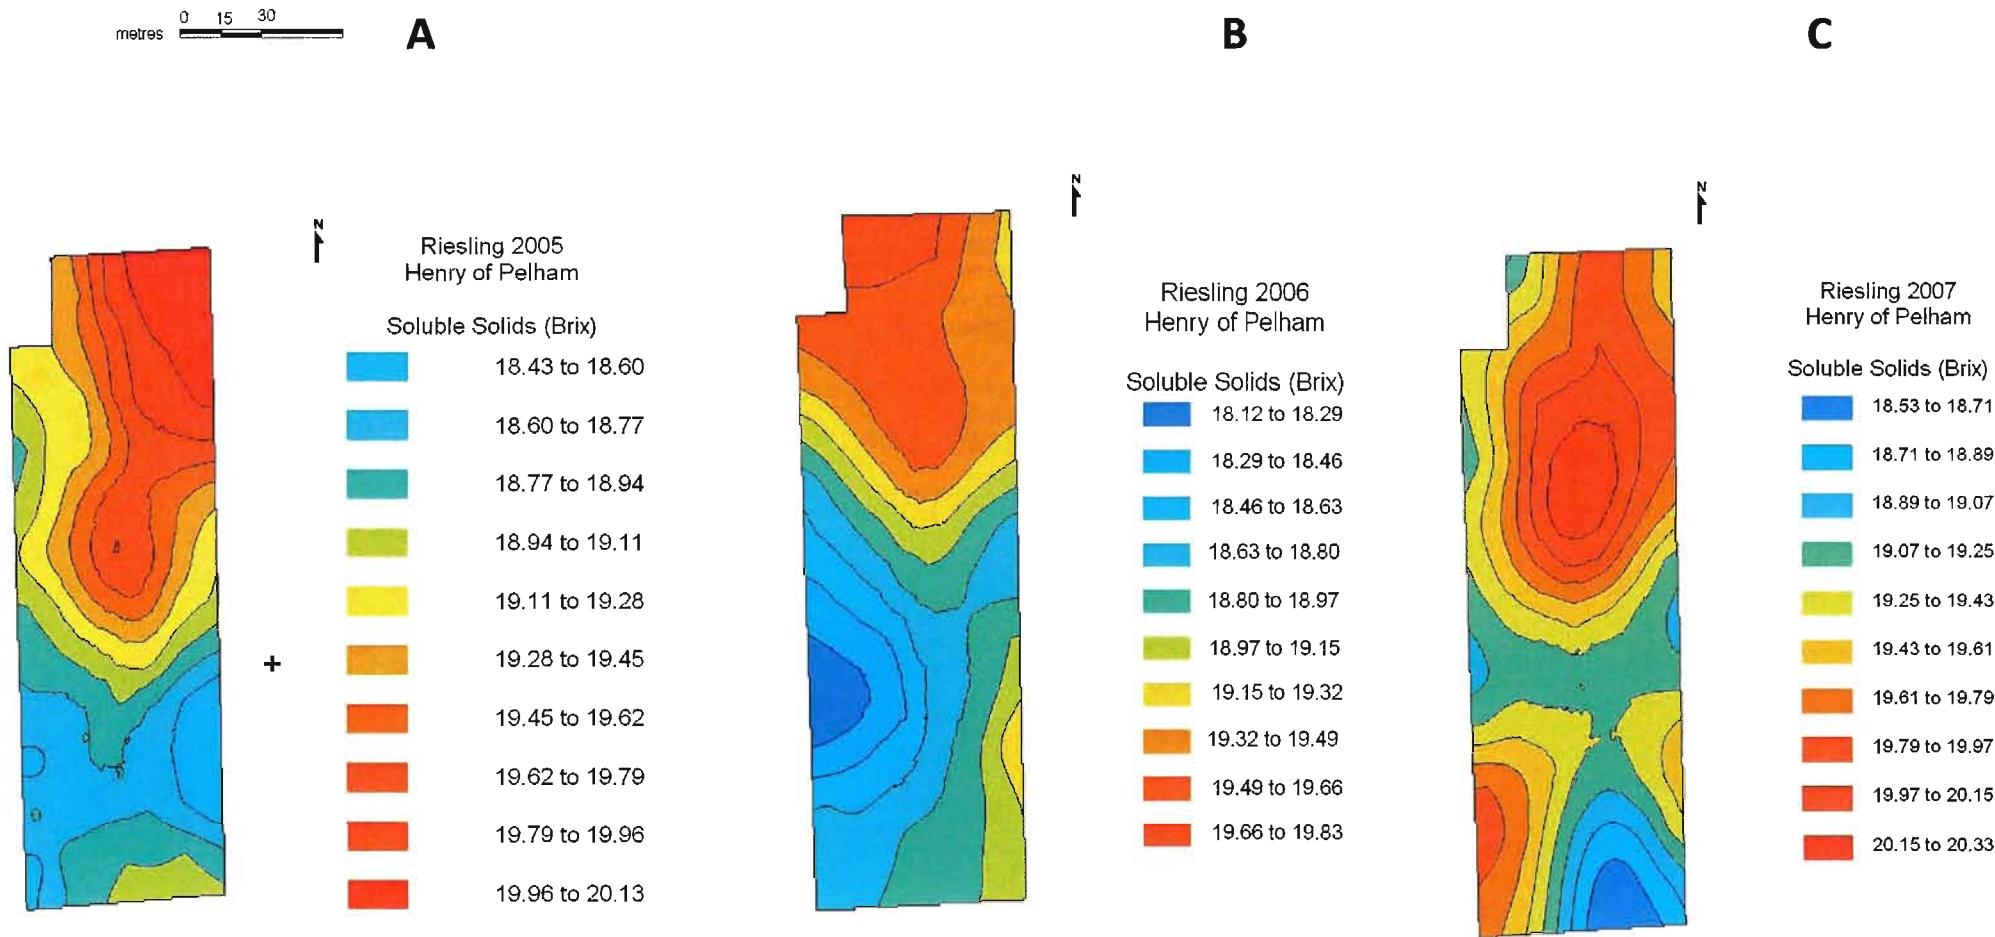 0 15 30
metres
A
B
C
N
Riesling 2005
Henry of Pelham
Soluble Solids (Brix)
18.43 to 18.60
18.60 to 18.77
18.77 to 18.94
18.94 to 19.11
19.11 to 19.28
19.28 to 19.45
19.45 to 19.62
19.62 to 19.79
19.79 to 19.96
19.96 to 20.13
+
N
Riesling 2006
Henry of Pelham
Soluble Solids (Brix)
18.12 to 18.29
18.29 to 18.46
18.46 to 18.63
18.63 to 18.80
18.80 to 18.97
18.97 to 19.15
19.15 to 19.32
19.32 to 19.49
19.49 to 19.66
19.66 to 19.83
N
Riesling 2007
Henry of Pelham
Soluble Solids (Brix)
18.53 to 18.71
18.71 to 18.89
18.89 to 19.07
19.07 to 19.25
19.25 to 19.43
19.43 to 19.61
19.61 to 19.79
19.79 to 19.97
19.97 to 20.15
20.15 to 20.33